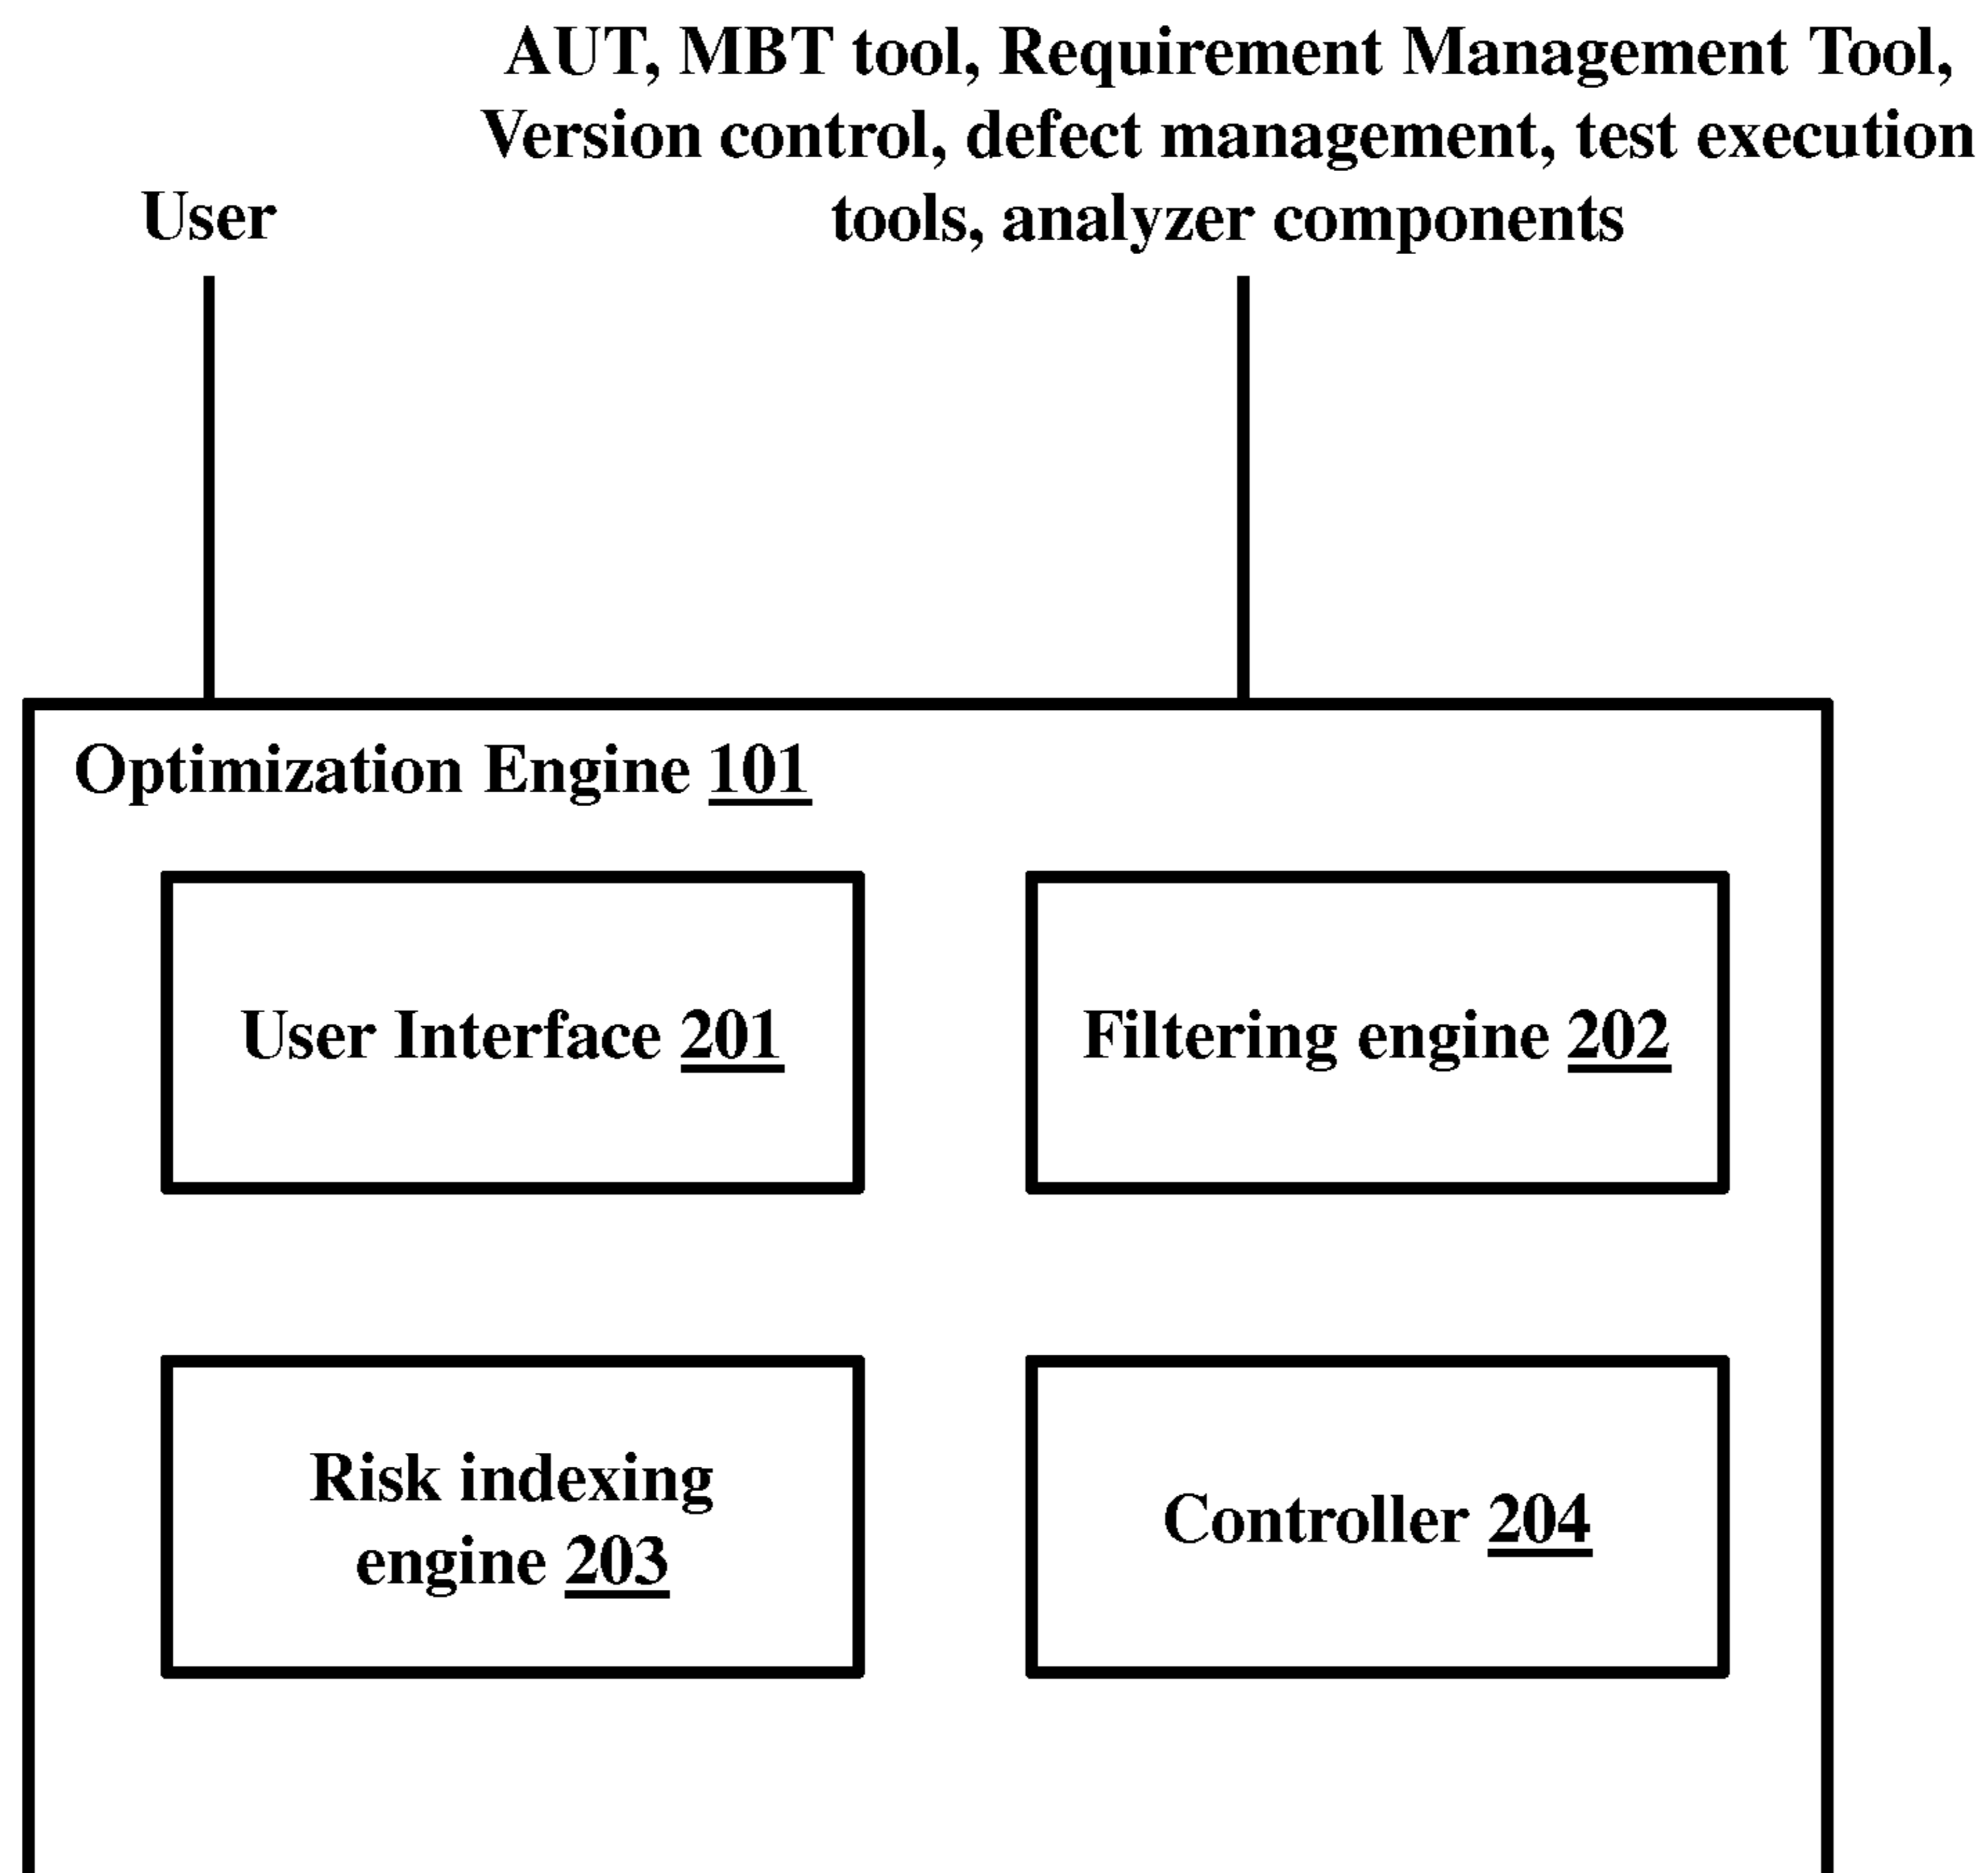 AUT, MBT tool, Requirement Management Tool,
Version control, defect management, test execution
tools, analyzer components
User
Optimization Engine 101
User Interface 201
Filtering engine 202
Risk indexing
engine 203
Controller 204